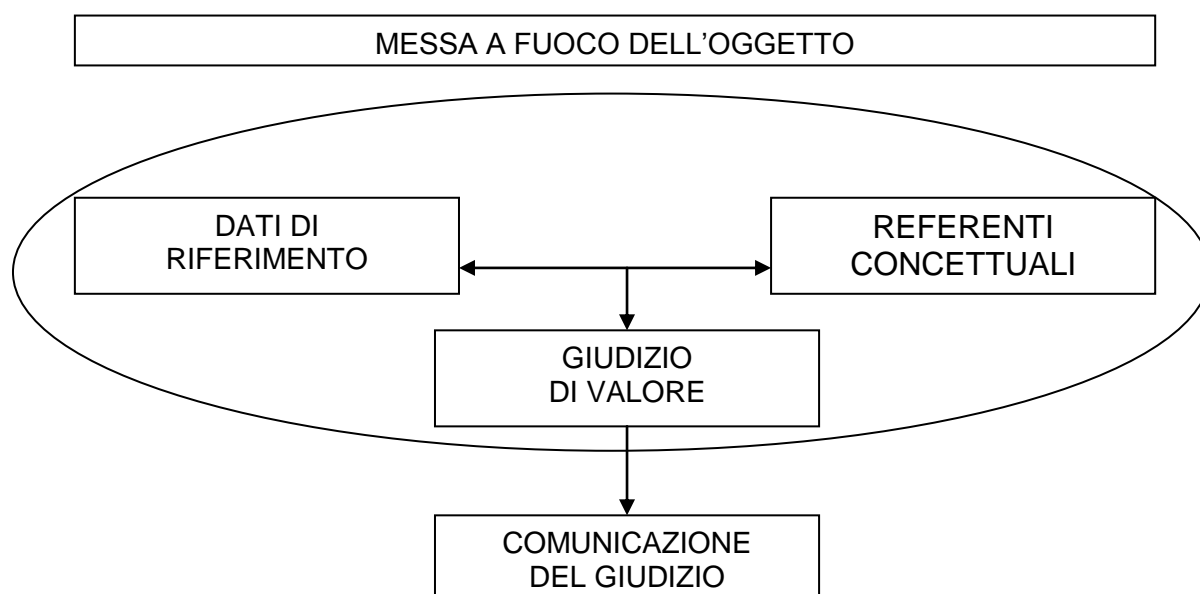 MESSA A FUOCO DELL’OGGETTO
DATI DI
RIFERIMENTO
REFERENTI
CONCETTUALI
GIUDIZIO
DI VALORE
COMUNICAZIONE
DEL GIUDIZIO